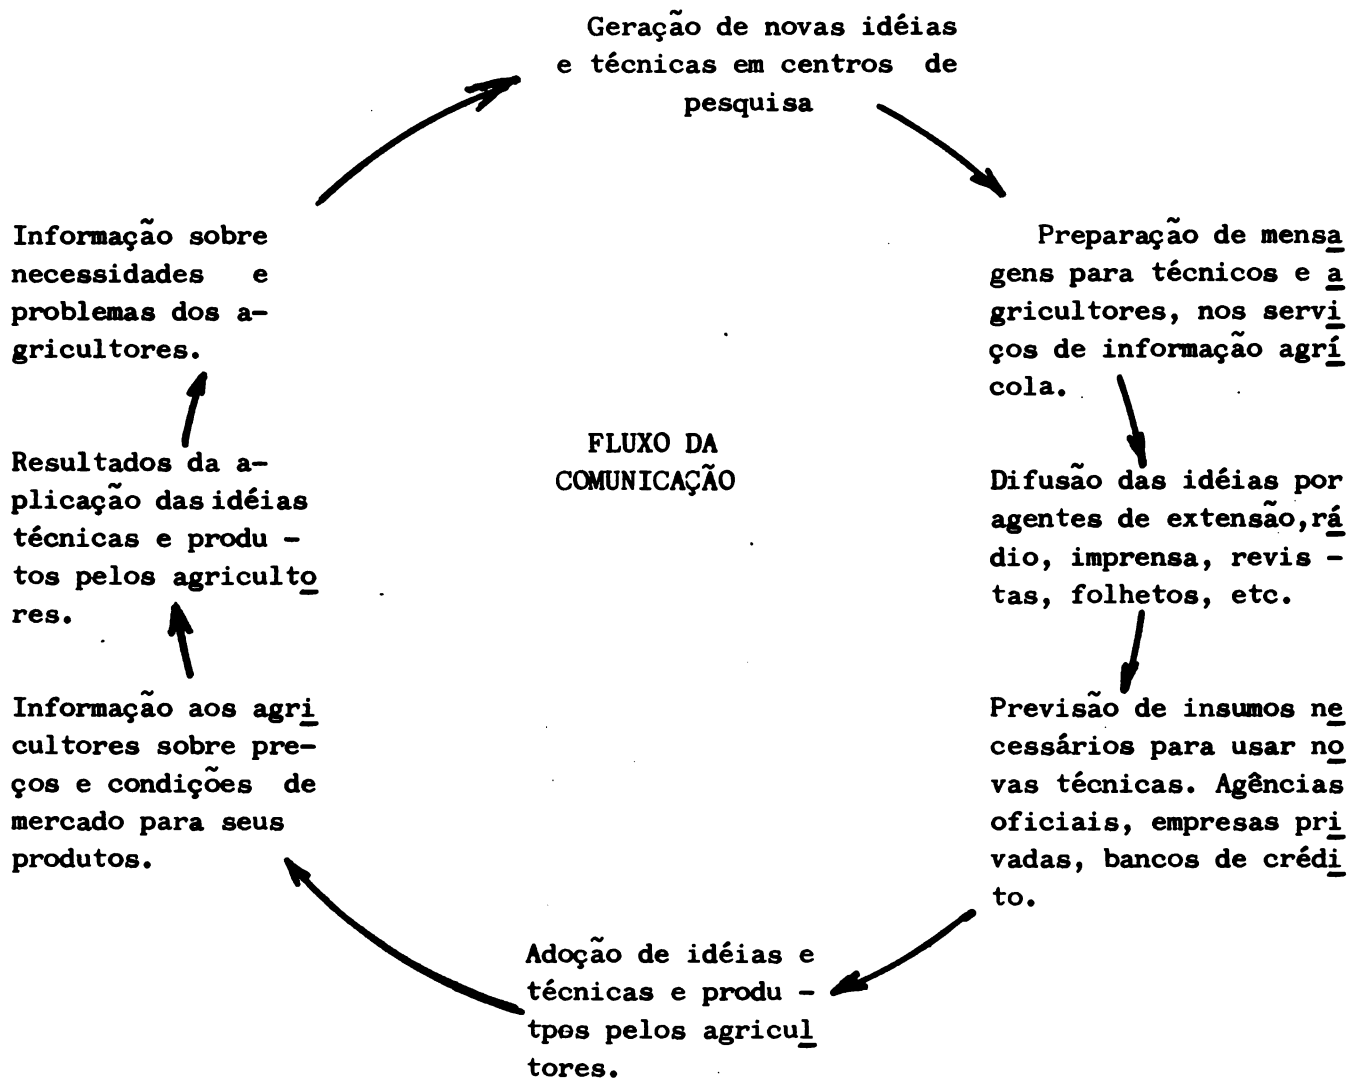 Geração de novas idéias
e técnicas em centros de
pesquisa
Preparação de mensa
gens para técnicos e a
gricultores, nos servi
ços de informação agrí
cola.
Difusão das idéias por
agentes de extensão,rá
dio, imprensa, revis -
tas, folhetos, etc.
Previsão de insumos ne
cessários para usar no
vas técnicas. Agências
oficiais, empresas pri
vadas, bancos de crédi
to.
Adoção de idéias e
técnicas e produ -
tpos pelos agricul
tores.
Informação aos agri
cultores sobre pre-
ços e condições de
mercado para seus
produtos.
Resultados da a-
plicação das idéias
técnicas e produ -
tos pelos agriculto
res.
Informação sobre
necessidades e
problemas dos a-
gricultores.
FLUXO DA
COMUNICAÇÃO